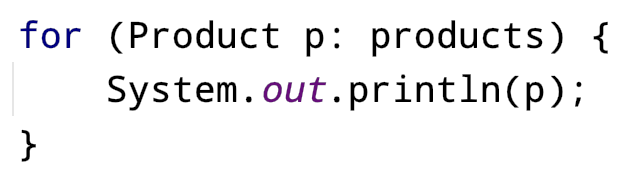 for (Product p: products) {
    System.out.println(p);
}